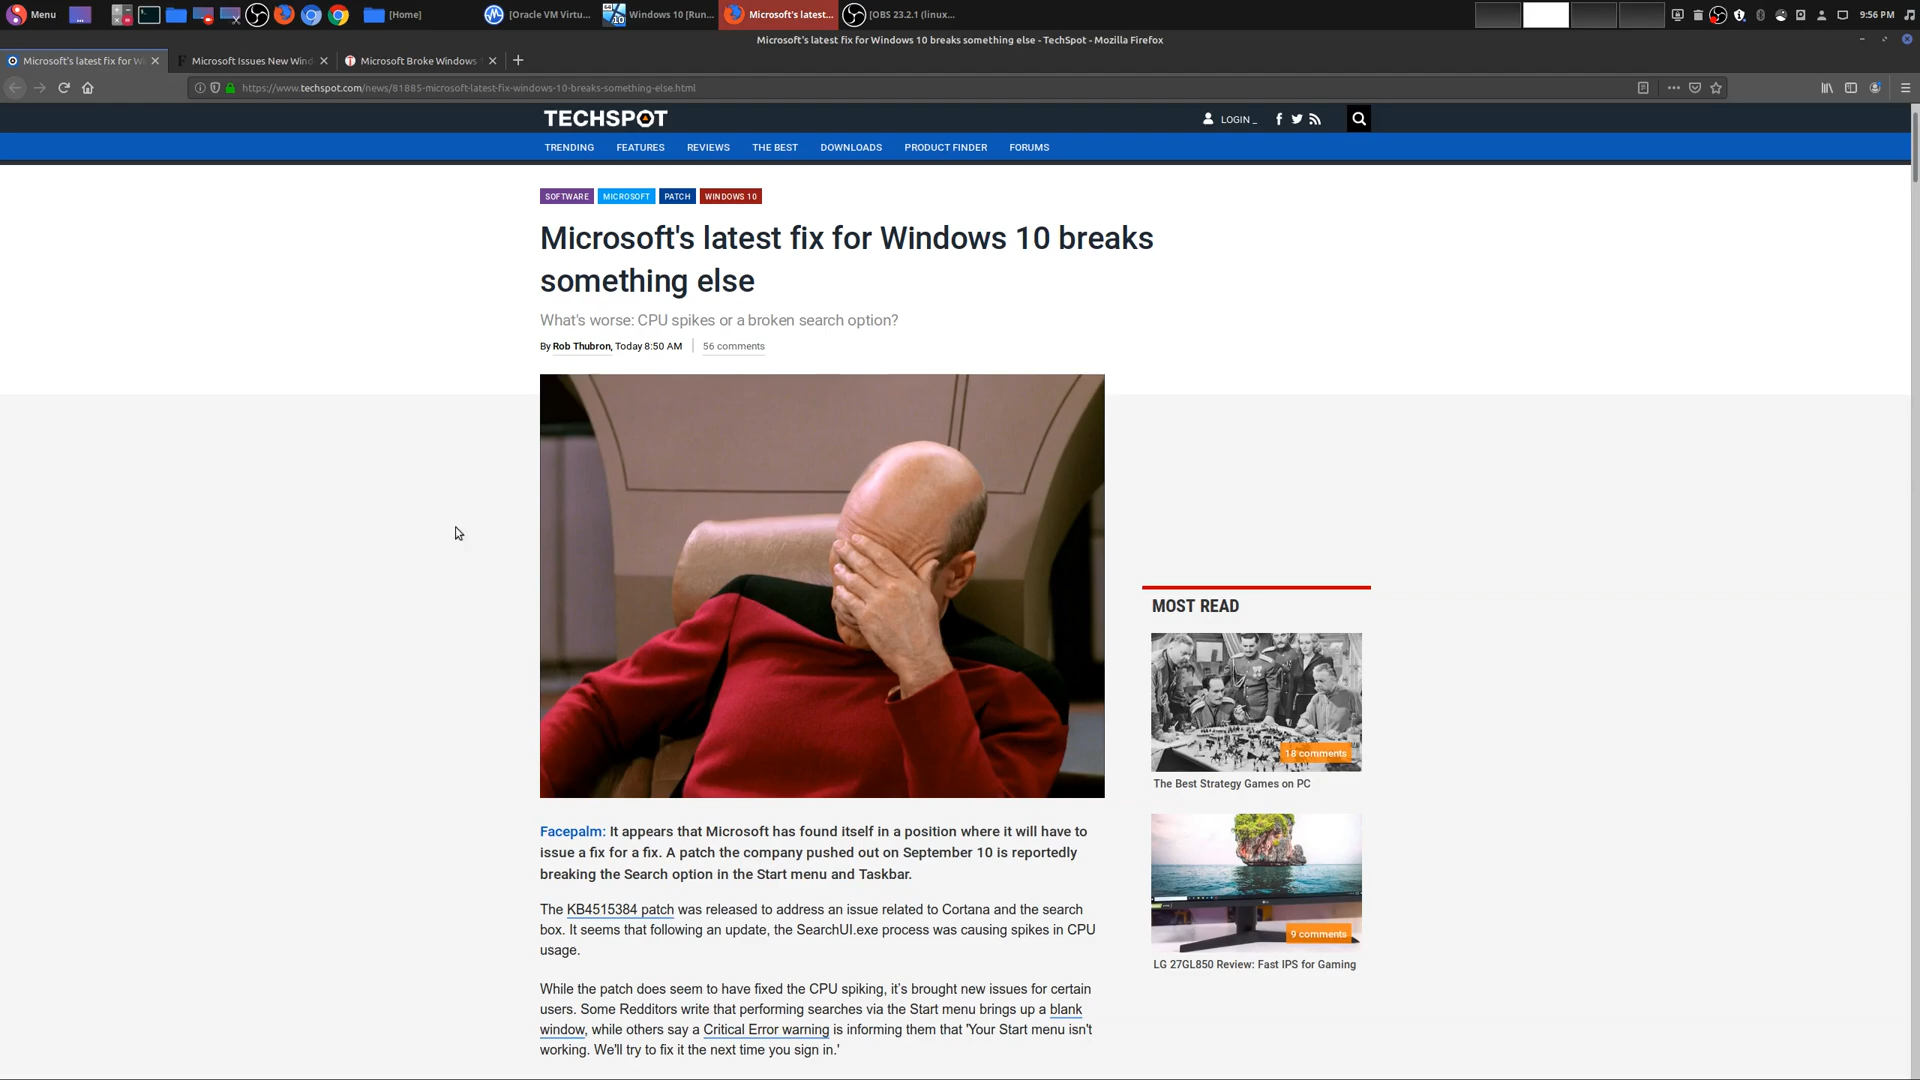 Menu
[Home]
[Oracle VM Virtu...
Windows 10 [Run...
Microsoft's latest...
[OBS 23.2.1 (linux...
9:56 PM
Microsoft's latest fix for Windows 10 breaks something else - TechSpot - Mozilla Firefox
Microsoft's latest fix for Wi
Microsoft Issues New Wind
Microsoft Broke Windows
https://www.techspot.com/news/81885-microsoft-latest-fix-windows-10-breaks-something-else.html
TECHSPOT
LOGIN _
TRENDING FEATURES REVIEWS THE BEST DOWNLOADS PRODUCT FINDER FORUMS
SOFTWARE MICROSOFT PATCH WINDOWS 10
Microsoft's latest fix for Windows 10 breaks
something else
What's worse: CPU spikes or a broken search option?
By Rob Thubron, Today 8:50 AM 56 comments
MOST READ
18 comments
The Best Strategy Games on PC
9 comments
LG 27GL850 Review: Fast IPS for Gaming
Facepalm: It appears that Microsoft has found itself in a position where it will have to
issue a fix for a fix. A patch the company pushed out on September 10 is reportedly
breaking the Search option in the Start menu and Taskbar.
The KB4515384 patch was released to address an issue related to Cortana and the search
box. It seems that following an update, the SearchUI.exe process was causing spikes in CPU
usage.
While the patch does seem to have fixed the CPU spiking, it's brought new issues for certain
users. Some Redditors write that performing searches via the Start menu brings up a blank
window, while others say a Critical Error warning is informing them that 'Your Start menu isn't
working. We'll try to fix it the next time you sign in.'